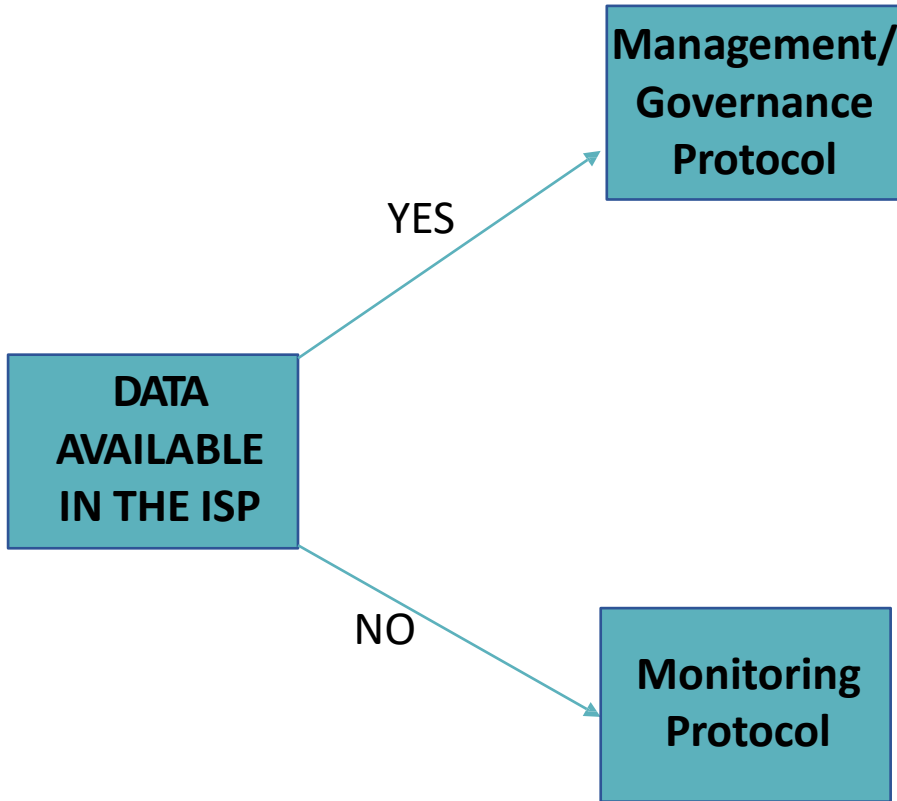 Management/
Governance
Protocol
YES
DATA
AVAILABLE
IN THE ISP
NO
Monitoring
Protocol